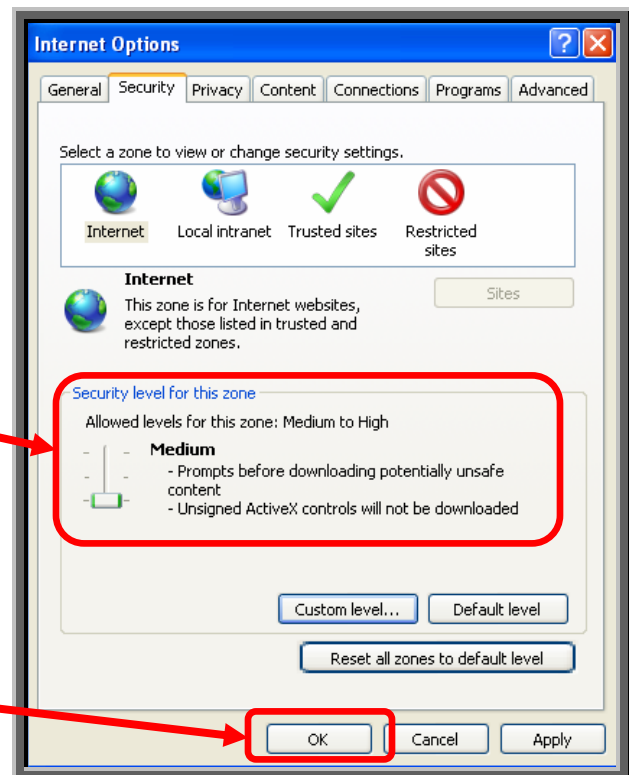 Internet Options
General Security Privacy Content Connections Programs Advanced
Select a zone to view or change security settings.
Internet Local intranet Trusted sites Restricted
sites
Internet
This zone is for Internet websites,
except those listed in trusted and
restricted zones.
Sites
Security level for this zone
Allowed levels for this zone: Medium to High
Medium
- Prompts before downloading potentially unsafe
content
- Unsigned ActiveX controls will not be downloaded
Custom level... Default level
Reset all zones to default level
OK Cancel Apply